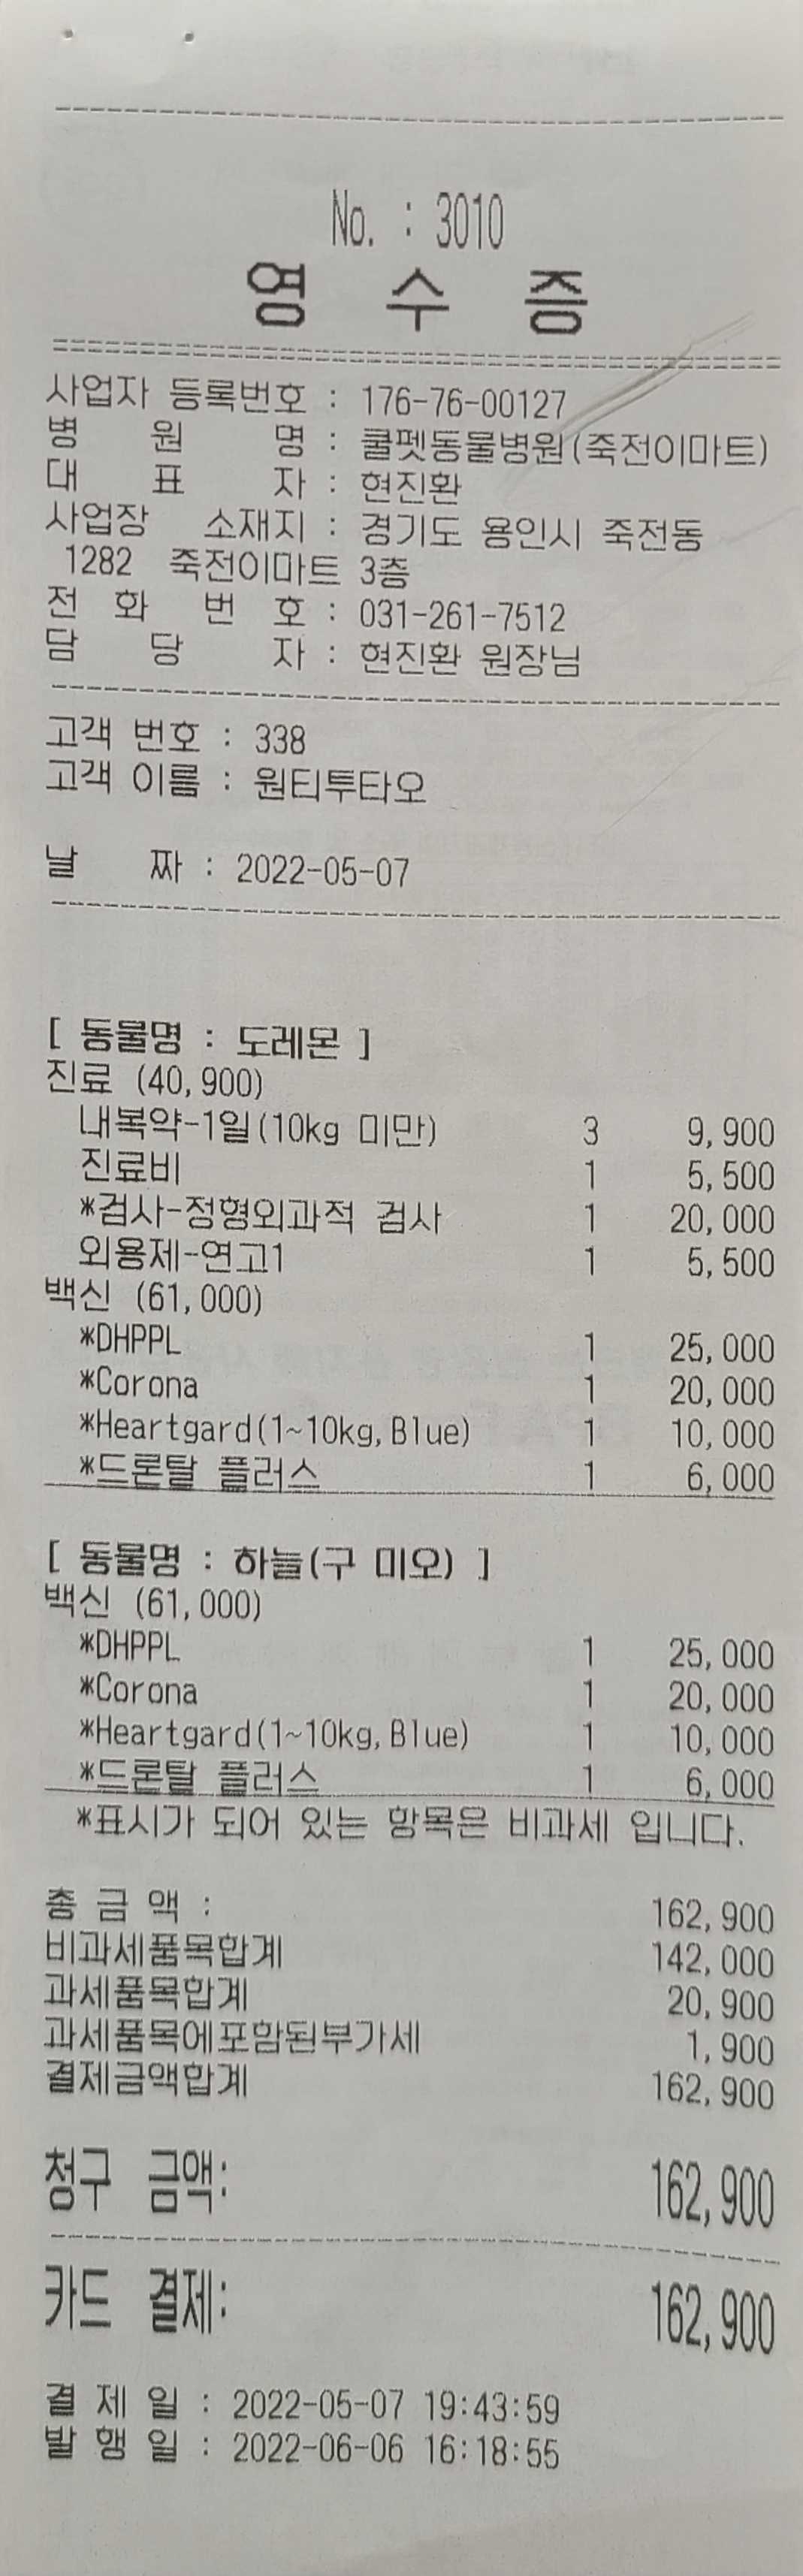 No. : 3010
영 수 증
사업자 등록번호 : 176-76-00127
병 원 명 : 쿨펫동물병원(죽전이마트)
대 표 자 : 현진환
사업장 소재지 : 경기도 용인시 죽전동
1282 죽전이마트 3층
전 화 번 호 : 031-261-7512
담 당 자 : 현진환 원장님
고객 번호 : 338
고객 이름 : 원티투타오
날 짜 : 2022-05-07
[ 동물명 : 도레몬 ]
진료 (40,900)
내복약-1일(10kg 미만) 3 9,900
진료비 1 5,500
*검사-정형외과적 검사 1 20,000
외용제-연고1 1 5,500
백신 (61,000)
*DHPPL 1 25,000
*Corona 1 20,000
*Heartgard(1~10kg,Blue) 1 10,000
*드론탈 플러스 1 6,000
[ 동물명 : 하늘(구 미오) ]
백신 (61,000)
*DHPPL 1 25,000
*Corona 1 20,000
*Heartgard(1~10kg,Blue) 1 10,000
*드론탈 플러스 1 6,000
*표시가 되어 있는 항목은 비과세 입니다.
총 금 액 : 162,900
비과세품목합계 142,000
과세품목합계 20,900
과세품목에포함된부가세 1,900
결제금액합계 162,900
청구 금액: 162,900
카드 결제: 162,900
결 제 일 : 2022-05-07 19:43:59
발 행 일 : 2022-06-06 16:18:55